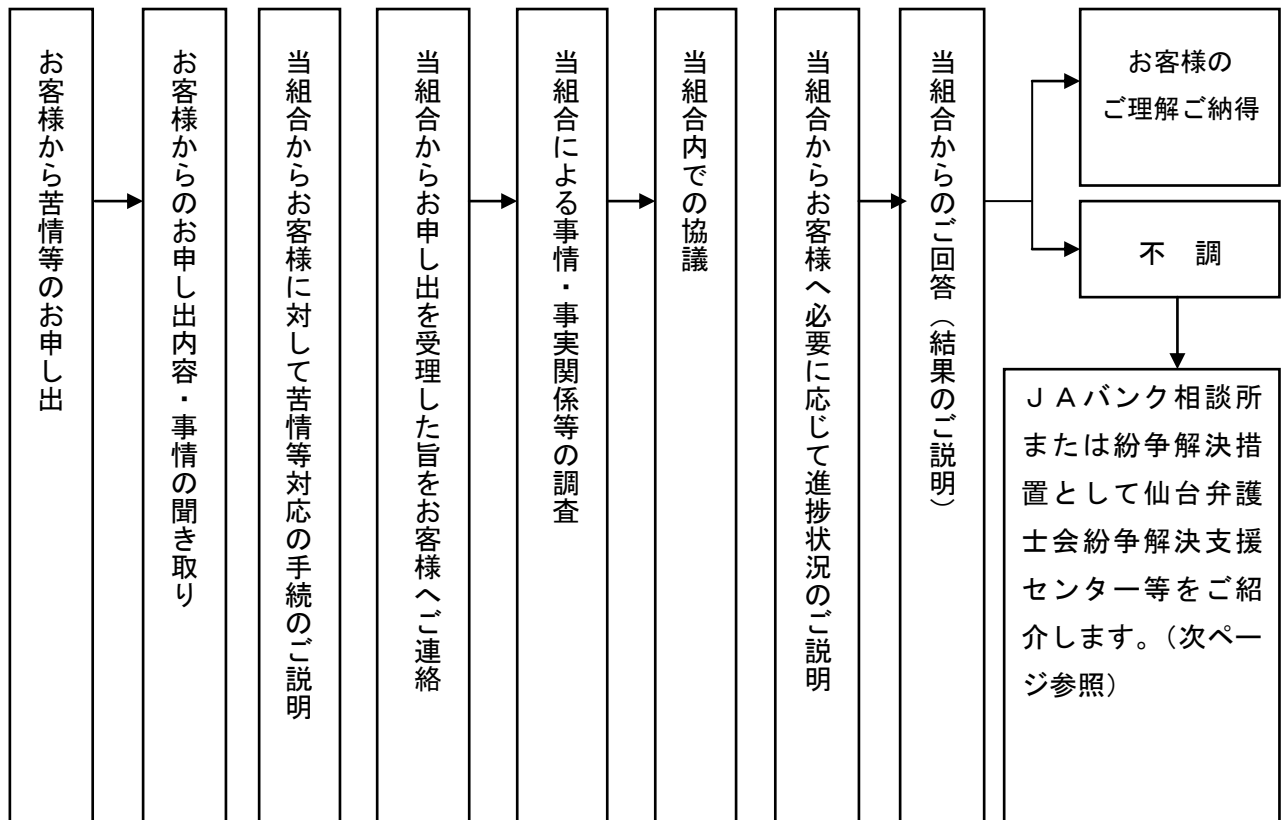 お客様から苦情等のお申し出
お客様からのお申し出内容・事情の聞き取り
当組合からお客様に対して苦情等対応の手続のご説明
当組合からお申し出を受理した旨をお客様へご連絡
当組合による事情・事実関係等の調査
当組合内での協議
当組合からお客様へ必要に応じて進捗状況のご説明
当組合からのご回答（結果のご説明）
お客様の
ご理解ご納得
不　調
ＪＡバンク相談所
または紛争解決措
置として仙台弁護
士会紛争解決支援
センター等をご紹
介します。（次ペー
ジ参照）